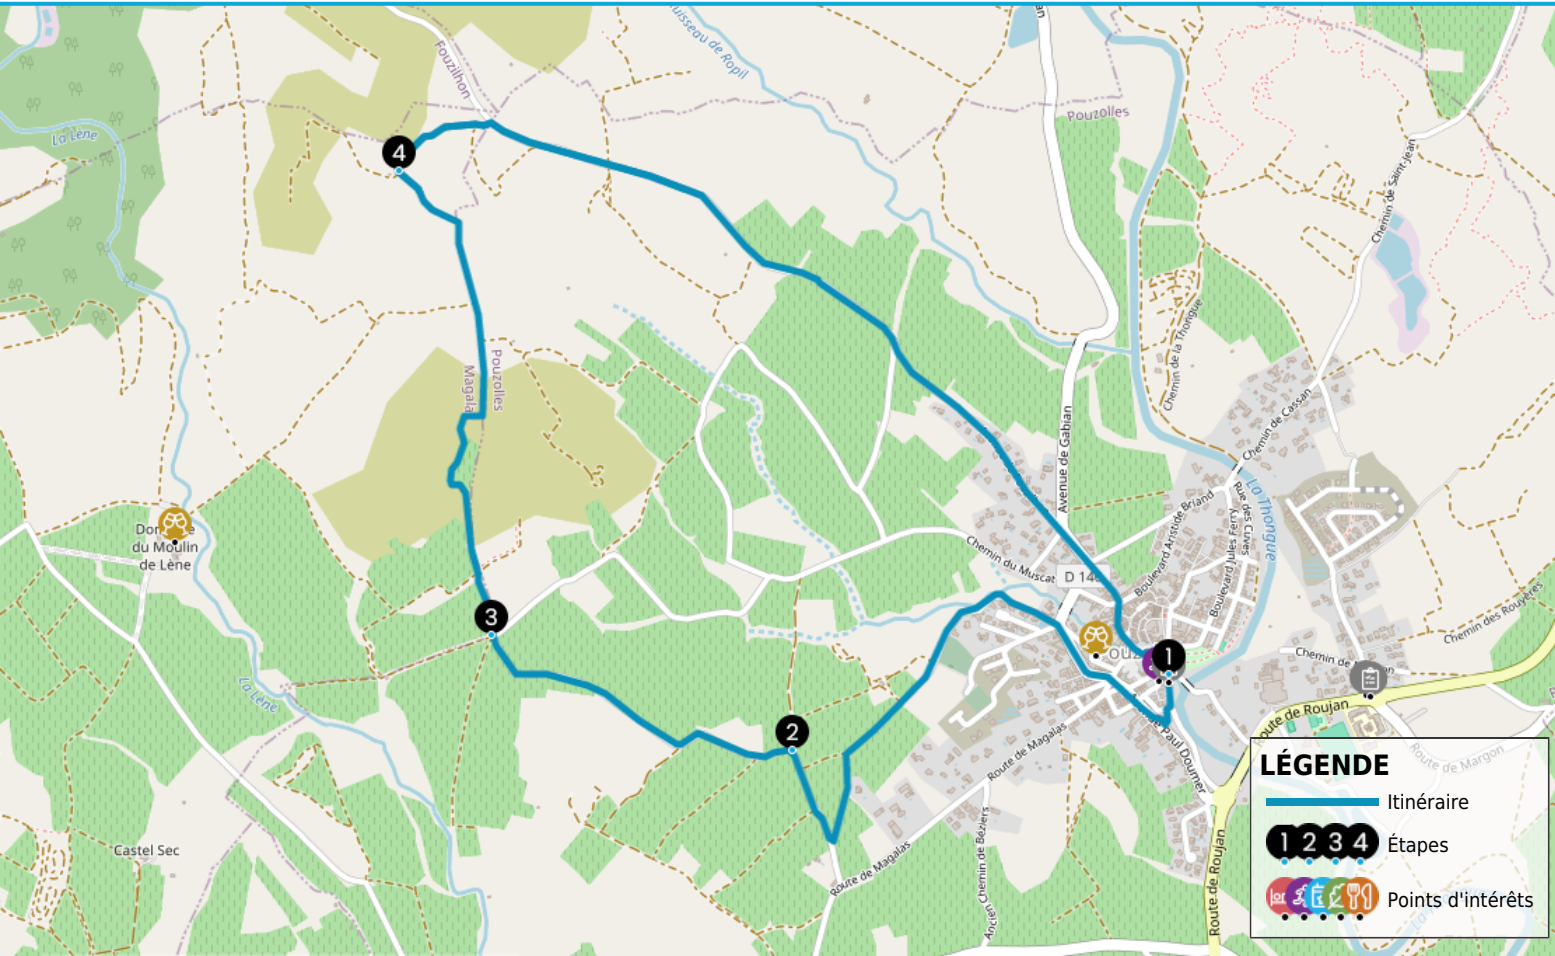 Fouzilhon
Ruisseau de Ropil
Pouzolles
La Lène
4
Chemin de Saint-Jean
Chemin de la Thongue
Pouzolles
Magala
Avenue de Gabian
Chemin de Cassan
La Thongue
Rue des Cuves
Boulevard Aristide Briand
Boulevard Jules Ferry
Domaine
du Moulin
de Lène
Chemin du Muscat
D 146
3
1
Chemin des Rouyères
Chemin de
La Lène
2
Route de Magalas
Paul Doumer
Route de Roujan
Route de Margon
Castel Sec
Route de Magalas
Ancien Chemin de Béziers
Route de Roujan
LÉGENDE
Itinéraire
1 2 3 4 Étapes
Points d'intérêts